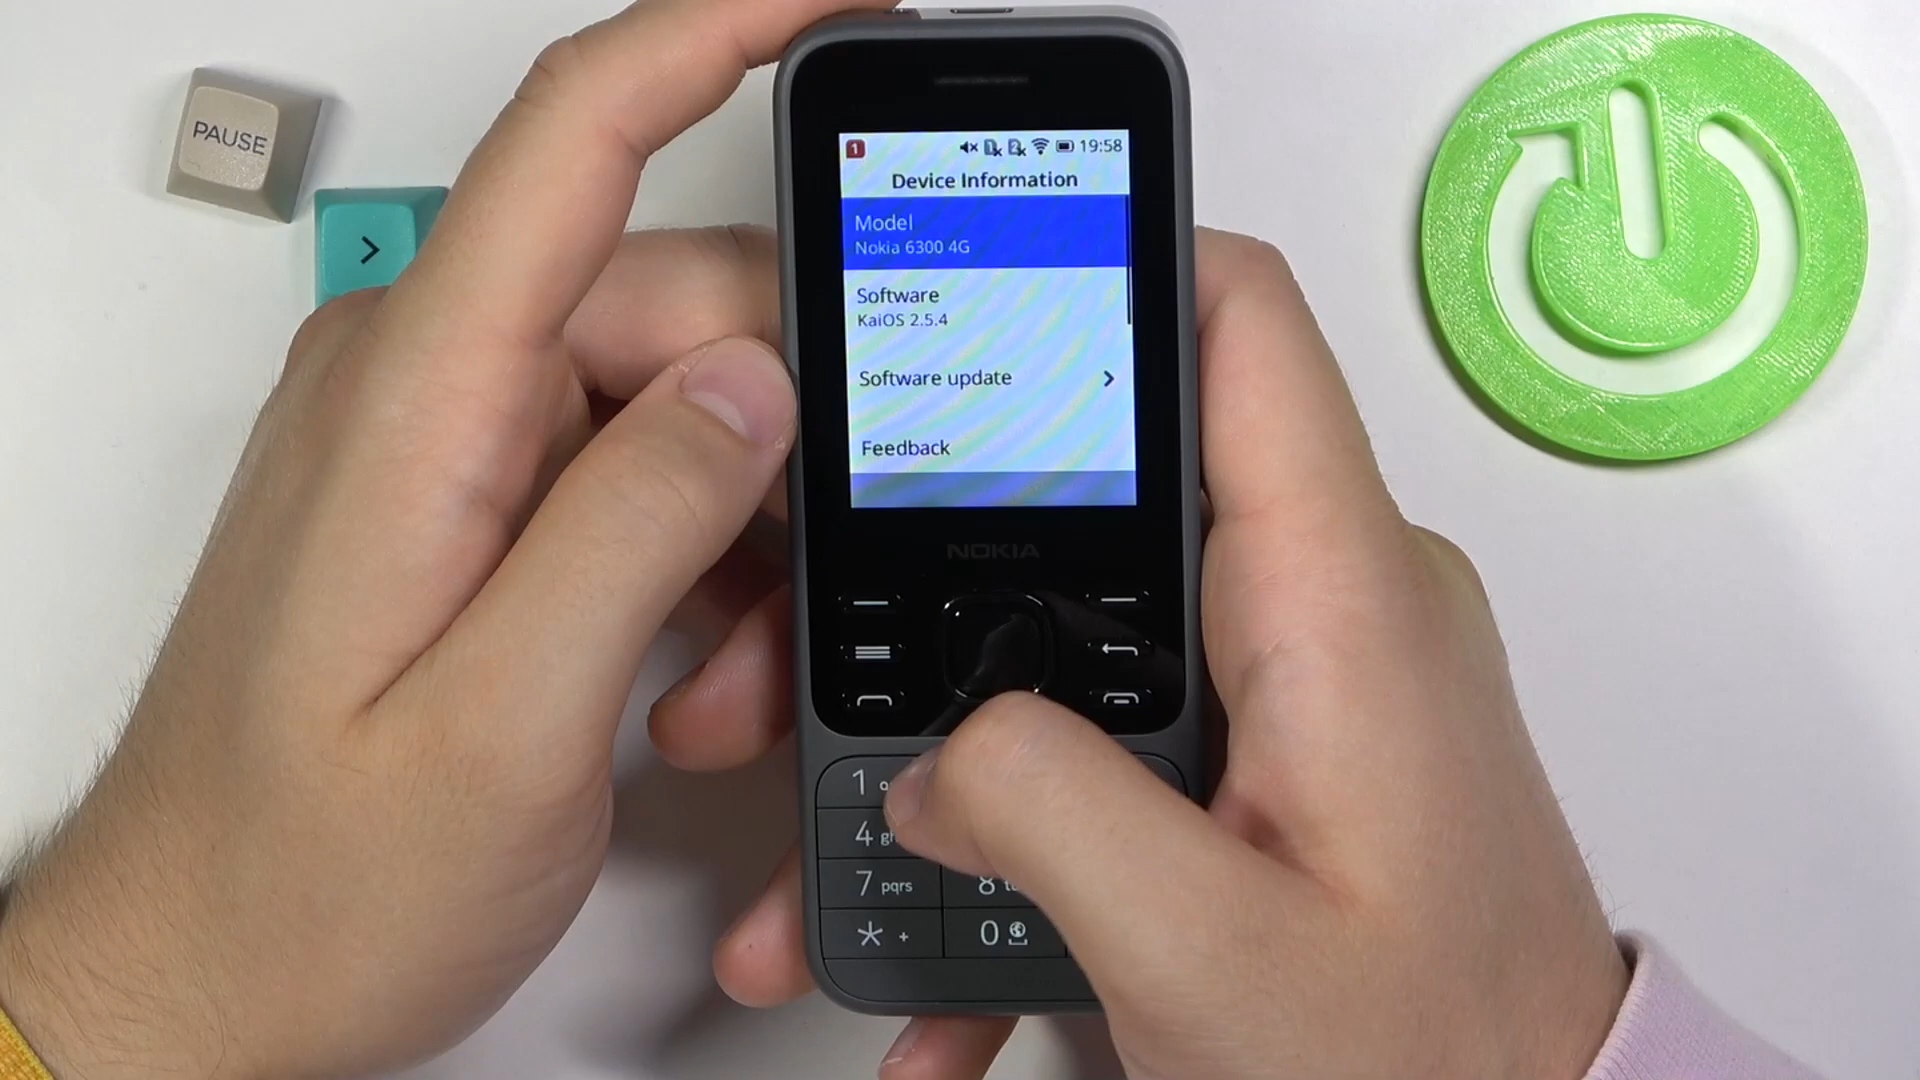 PAUSE
>
1
19:58
Device Information
Model
Nokia 6300 4G
Software
KaiOS 2.5.4
Software update
Feedback
NOKIA
1
4
7 pqrs
8
* +
0